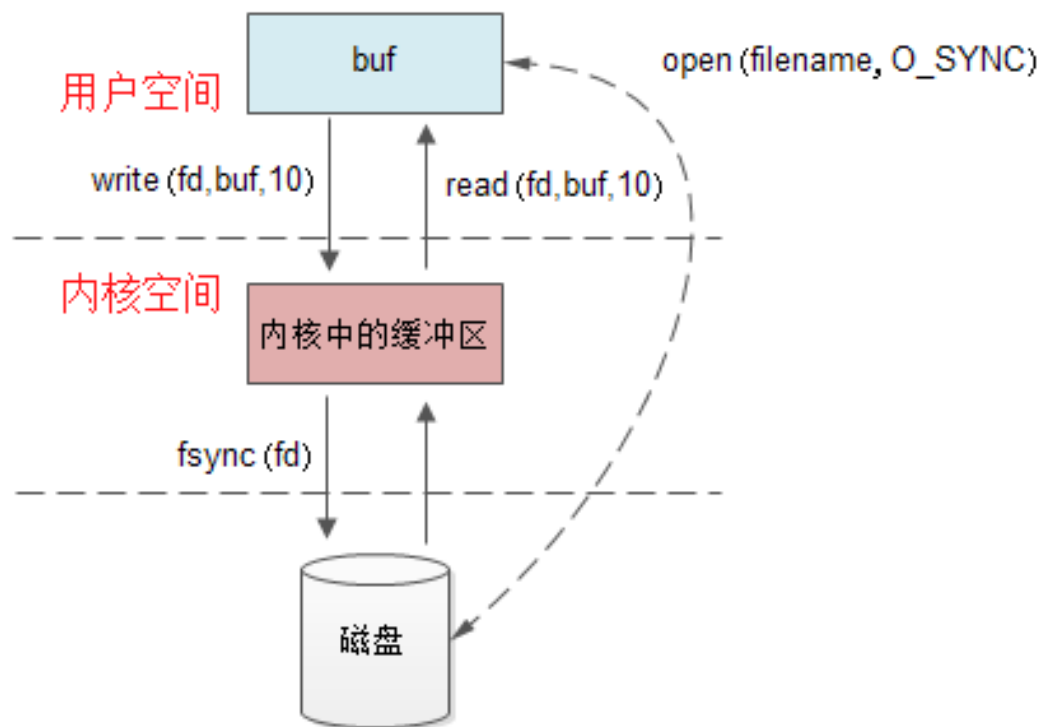 buf
open (filename, O_SYNC)
用户空间
write (fd,buf,10)
read (fd,buf,10)
内核空间
内核中的缓冲区
fsync (fd)
磁盘